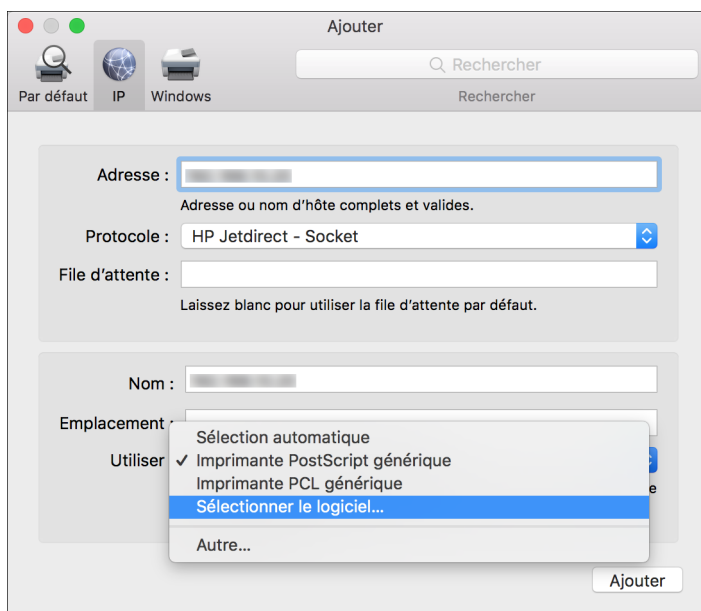 Ajouter
Rechercher
Par défaut IP Windows Rechercher
Adresse :
Adresse ou nom d'hôte complets et valides.
Protocole : HP Jetdirect - Socket
File d'attente :
Laissez blanc pour utiliser la file d'attente par défaut.
Nom :
Emplacement :
Sélection automatique
Utiliser ✓ Imprimante PostScript générique
Imprimante PCL générique
Sélectionner le logiciel...
Autre...
Ajouter